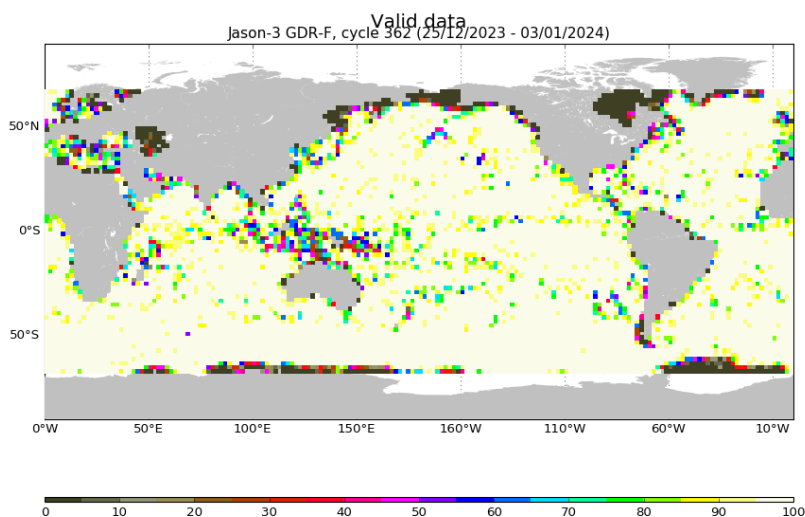 Valid data
Jason-3 GDR-F, cycle 362 (25/12/2023 - 03/01/2024)
50°N
0°S
50°S
0°W 50°E 100°E 150°E 160°W 110°W 60°W 10°W
0 10 20 30 40 50 60 70 80 90 100